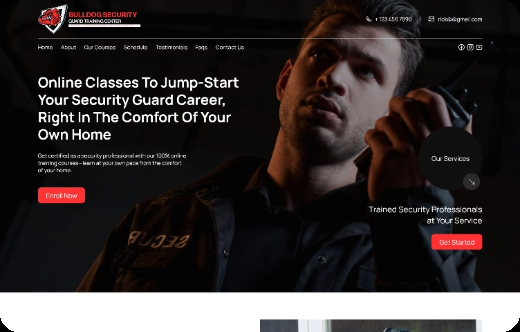 BULLDOG SECURITY
GUARD TRAINING CENTER
+ 123 456 7890
ricks@gmail.com
Home About Our Courses Schedule Testimonials Faqs Contact Us
Online Classes To Jump-Start
Your Security Guard Career,
Right In The Comfort Of Your
Own Home
Get certified as a security professional with our 100% online
training courses – learn at your own pace from the comfort
of your home.
Enroll Now
Our Services
Trained Security Professionals
at Your Service
Get Started